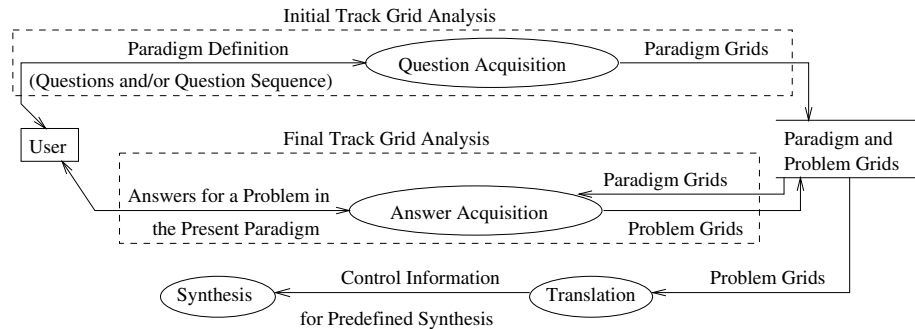 Initial Track Grid Analysis
Paradigm Definition
Question Acquisition
Paradigm Grids
(Questions and/or Question Sequence)
User
Final Track Grid Analysis
Paradigm and
Problem Grids
Paradigm Grids
Answers for a Problem in
the Present Paradigm
Answer Acquisition
Problem Grids
Synthesis
Control Information
for Predefined Synthesis
Translation
Problem Grids